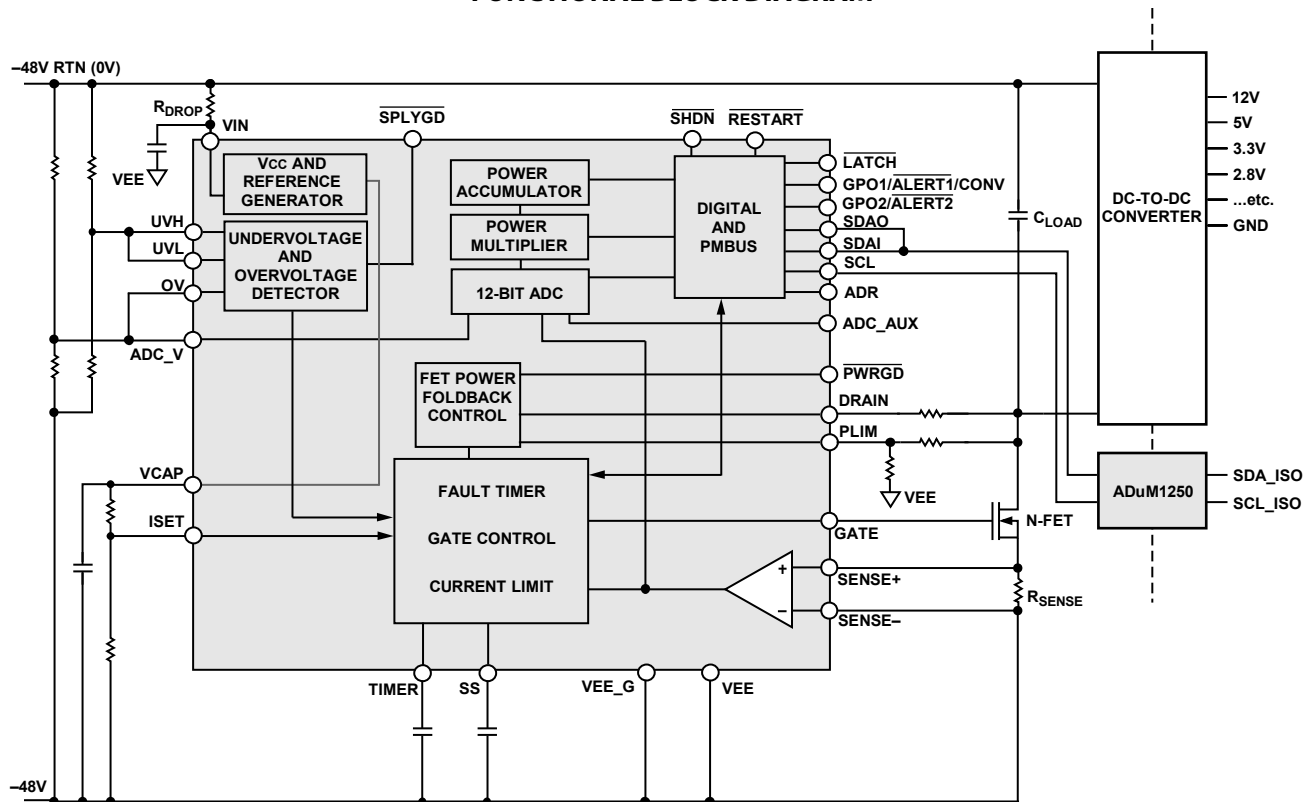 –48V RTN (0V)
RDROP
VIN
SPLYGD
SHDN
RESTART
VEE
VCC AND
REFERENCE
GENERATOR
POWER
ACCUMULATOR
POWER
MULTIPLIER
12-BIT ADC
DIGITAL
AND
PMBUS
LATCH
GPO1/ALERT1/CONV
GPO2/ALERT2
SDAO
SDAI
SCL
ADR
ADC_AUX
UVH
UVL
OV
ADC_V
UNDERVOLTAGE
AND
OVERVOLTAGE
DETECTOR
FET POWER
FOLDBACK
CONTROL
PWRGD
DRAIN
PLIM
VEE
VCAP
ISET
FAULT TIMER
GATE CONTROL
CURRENT LIMIT
GATE
N-FET
+
–
SENSE+
SENSE–
RSENSE
CLOAD
DC-TO-DC
CONVERTER
12V
5V
3.3V
2.8V
...etc.
GND
ADuM1250
SDA_ISO
SCL_ISO
TIMER
SS
VEE_G
VEE
–48V